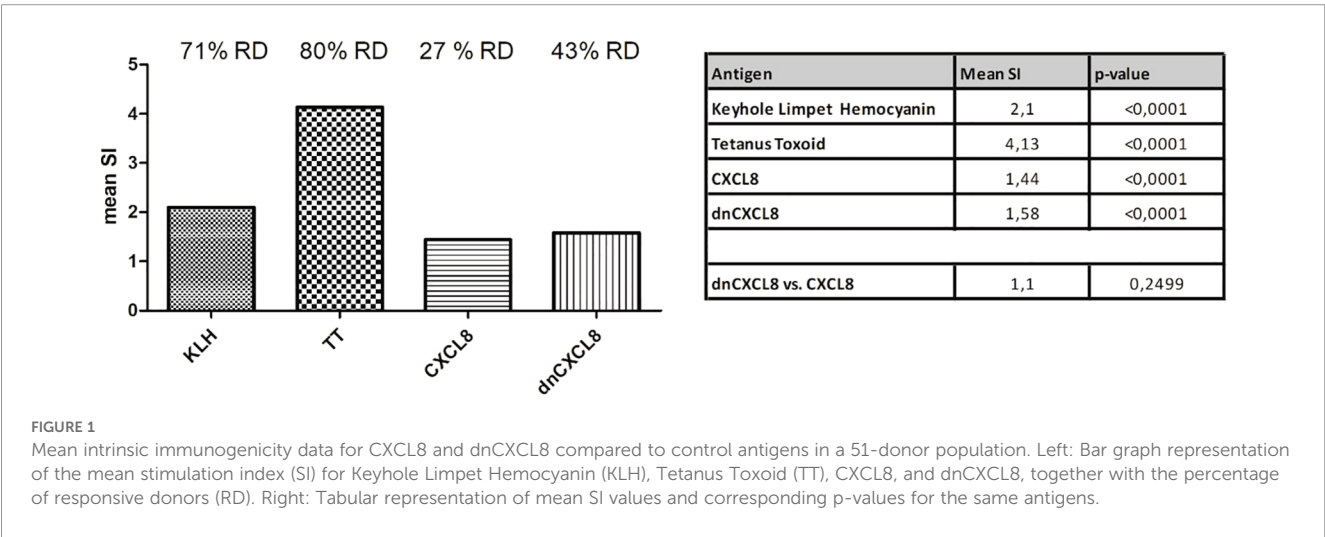 71% RD 80% RD 27 % RD 43% RD
5
4
3
2
1
0
mean SI
KLH
TT
CXCL8
dnCXCL8
Antigen Mean SI p-value
Keyhole Limpet Hemocyanin 2,1 <0,0001
Tetanus Toxoid 4,13 <0,0001
CXCL8 1,44 <0,0001
dnCXCL8 1,58 <0,0001
dnCXCL8 vs. CXCL8 1,1 0,2499
FIGURE 1
Mean intrinsic immunogenicity data for CXCL8 and dnCXCL8 compared to control antigens in a 51-donor population. Left: Bar graph representation
of the mean stimulation index (SI) for Keyhole Limpet Hemocyanin (KLH), Tetanus Toxoid (TT), CXCL8, and dnCXCL8, together with the percentage
of responsive donors (RD). Right: Tabular representation of mean SI values and corresponding p-values for the same antigens.